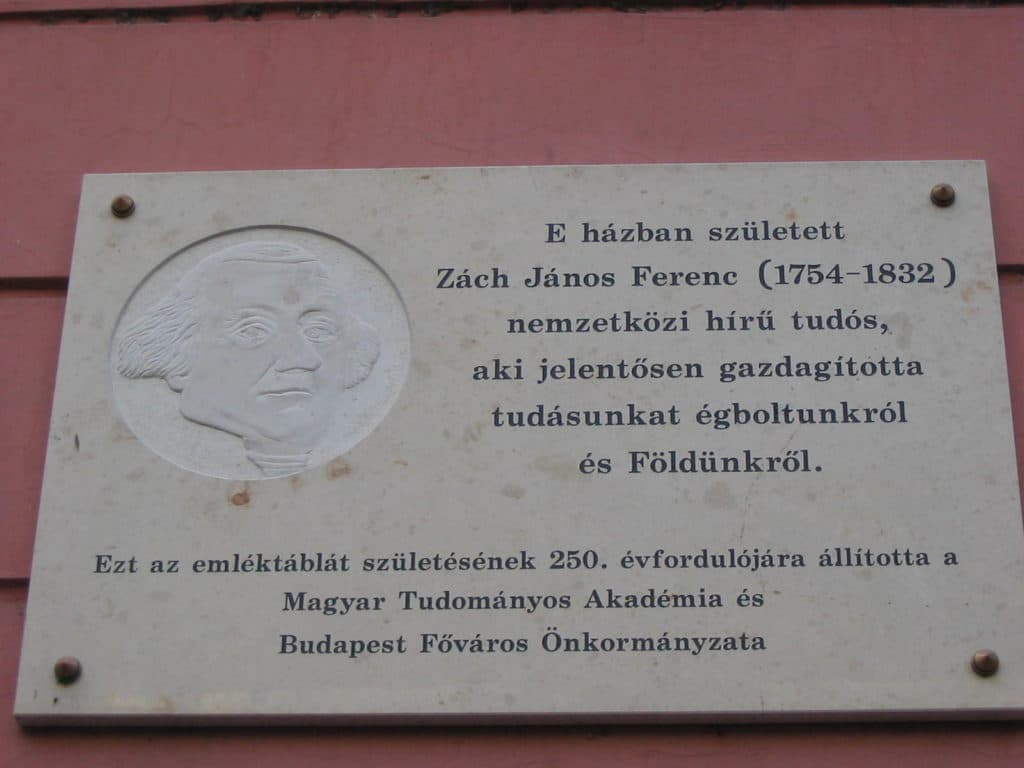 E házban született
Zách János Ferenc (1754-1832)
nemzetközi hírű tudós,
aki jelentősen gazdagította
tudásunkat égboltunkról
és Földünkről.
Ezt az emléktáblát születésének 250. évfordulójára állította a
Magyar Tudományos Akadémia és
Budapest Főváros Önkormányzata